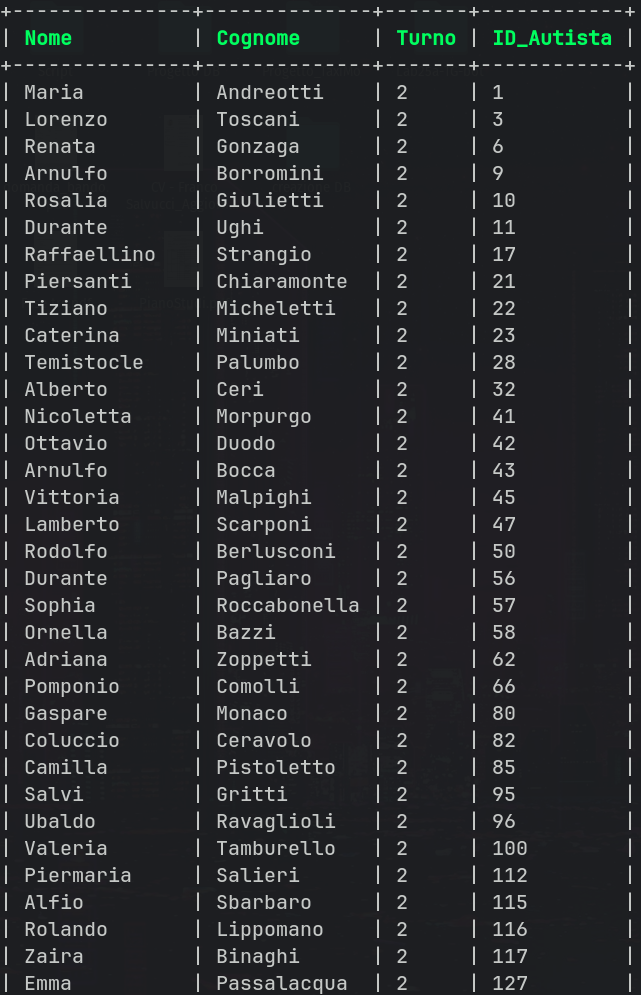 +---------------+--------------+-------+------------+
| Nome          | Cognome      | Turno | ID_Autista |
+---------------+--------------+-------+------------+
| Maria         | Andreotti    | 2     | 1          |
| Lorenzo       | Toscani      | 2     | 3          |
| Renata        | Gonzaga      | 2     | 6          |
| Arnulfo       | Borromini    | 2     | 9          |
| Rosalia       | Giulietti    | 2     | 10         |
| Durante       | Ughi         | 2     | 11         |
| Raffaellino   | Strangio     | 2     | 17         |
| Piersanti     | Chiaramonte  | 2     | 21         |
| Tiziano       | Micheletti   | 2     | 22         |
| Caterina      | Miniati      | 2     | 23         |
| Temistocle    | Palumbo      | 2     | 28         |
| Alberto       | Ceri         | 2     | 32         |
| Nicoletta     | Morpurgo     | 2     | 41         |
| Ottavio       | Duodo        | 2     | 42         |
| Arnulfo       | Bocca        | 2     | 43         |
| Vittoria      | Malpighi     | 2     | 45         |
| Lamberto      | Scarponi     | 2     | 47         |
| Rodolfo       | Berlusconi   | 2     | 50         |
| Durante       | Pagliaro     | 2     | 56         |
| Sophia        | Roccabonella | 2     | 57         |
| Ornella       | Bazzi        | 2     | 58         |
| Adriana       | Zoppetti     | 2     | 62         |
| Pomponio      | Comolli      | 2     | 66         |
| Gaspare       | Monaco       | 2     | 80         |
| Coluccio      | Ceravolo     | 2     | 82         |
| Camilla       | Pistoletto   | 2     | 85         |
| Salvi         | Gritti       | 2     | 95         |
| Ubaldo        | Ravaglioli   | 2     | 96         |
| Valeria       | Tamburello   | 2     | 100        |
| Piermaria     | Salieri      | 2     | 112        |
| Alfio         | Sbarbaro     | 2     | 115        |
| Rolando       | Lippomano    | 2     | 116        |
| Zaira         | Binaghi      | 2     | 117        |
| Emma          | Passalacqua  | 2     | 127        |